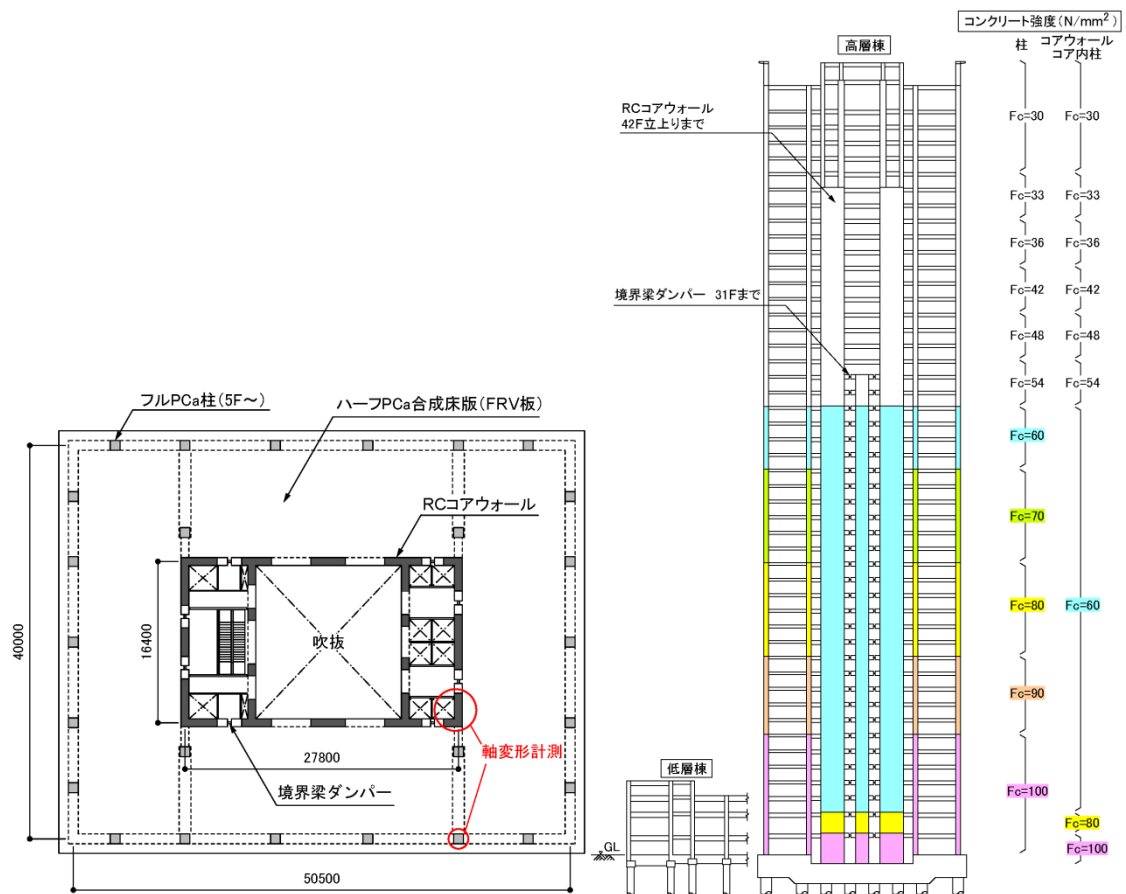 フルPCa柱(5F～)
ハーフPCa合成床版(FRV板)
RCコアウォール
吹抜
40000
16400
27800
軸変形計測
境界梁ダンパー
50500
コンクリート強度(N/mm²)
柱
コアウォール
コア内柱
高層棟
RCコアウォール
42F立上りまで
境界梁ダンパー 31Fまで
低層棟
GL
Fc=30
Fc=30
Fc=33
Fc=33
Fc=36
Fc=36
Fc=42
Fc=42
Fc=48
Fc=48
Fc=54
Fc=54
Fc=60
Fc=70
Fc=80
Fc=60
Fc=90
Fc=100
Fc=80
Fc=100